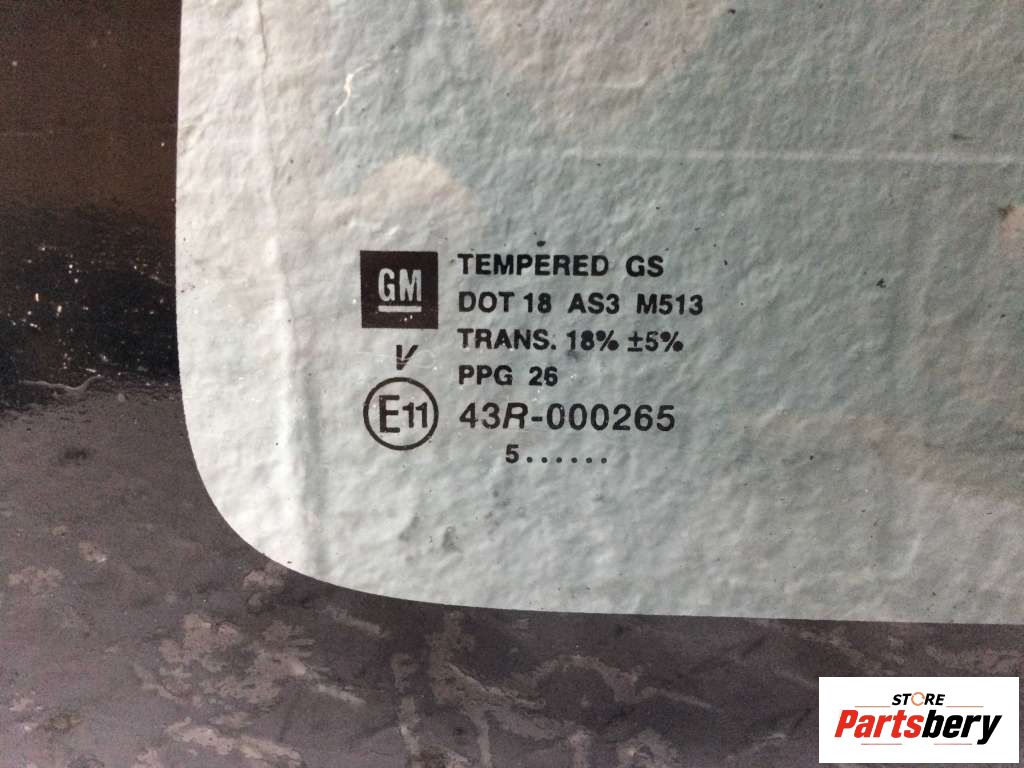 GM
TEMPERED GS
DOT 18 AS3 M513
TRANS. 18% ±5%
V
PPG 26
E11 43R-000265
5......
STORE
Partsbery